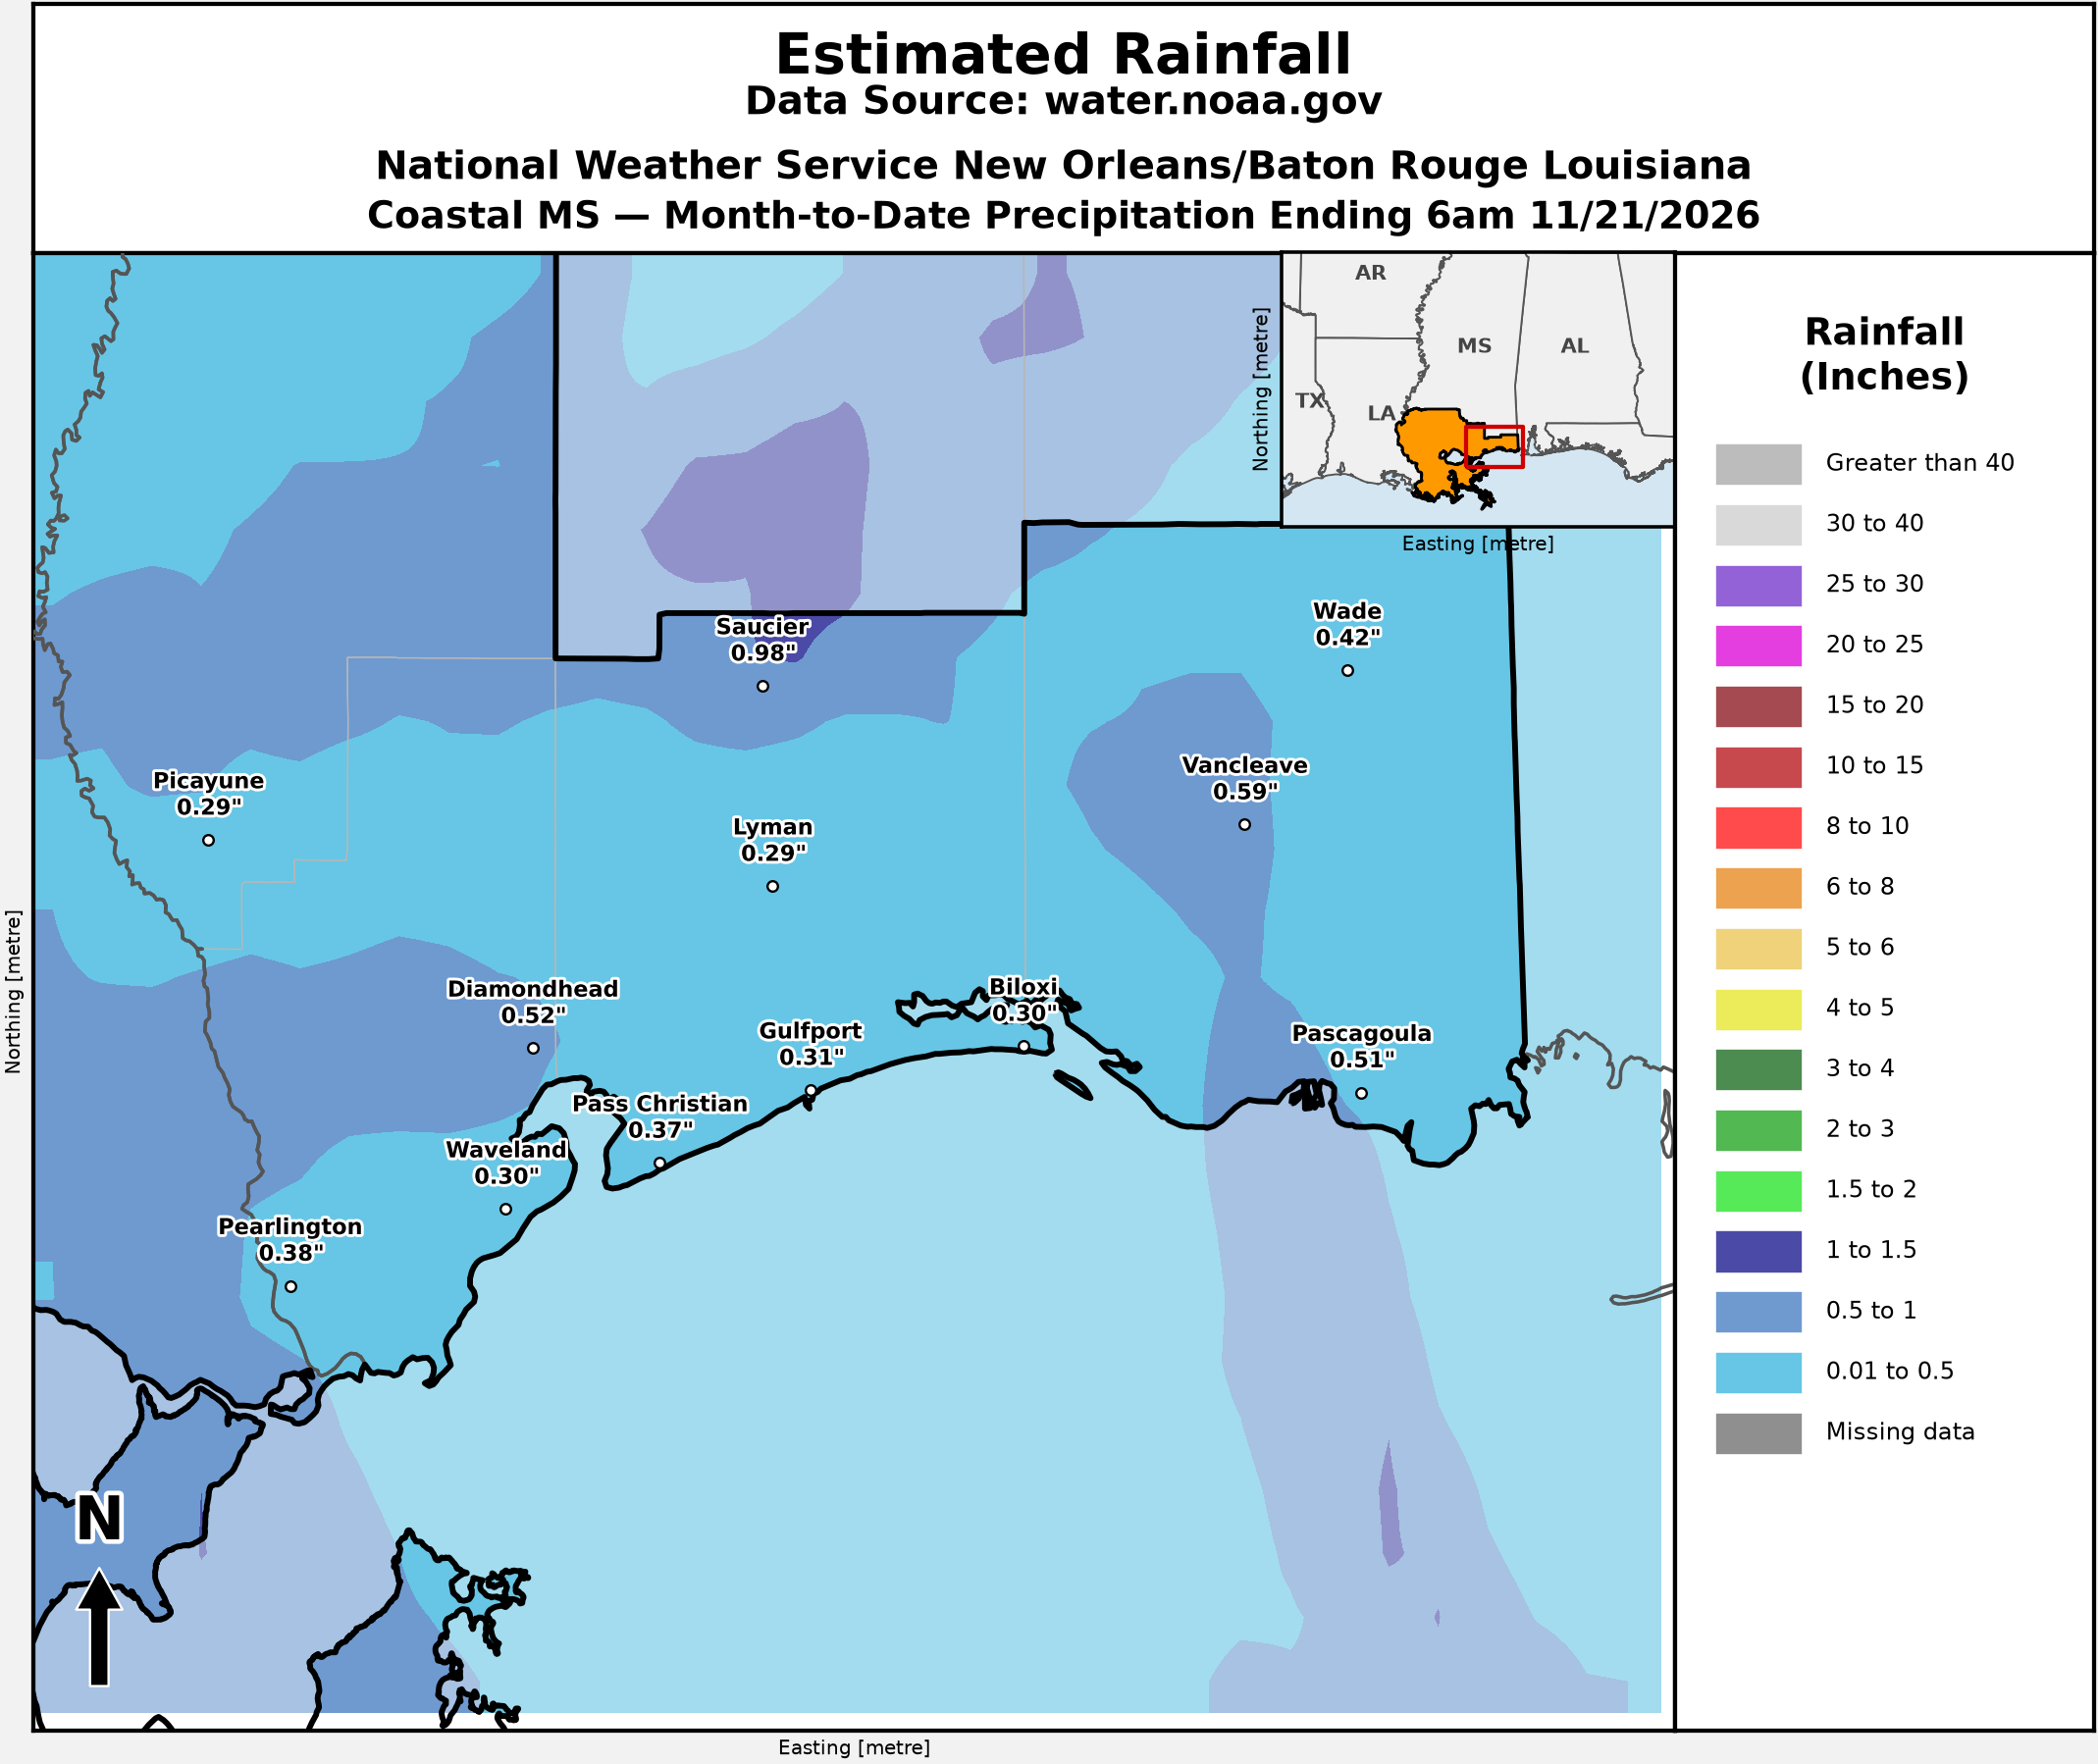 Estimated Rainfall
Data Source: water.noaa.gov
National Weather Service New Orleans/Baton Rouge Louisiana
Coastal MS — Month-to-Date Precipitation Ending 6am 11/21/2026
AR
MS
AL
TX
LA
Northing [metre]
Easting [metre]
Rainfall
(Inches)
Greater than 40
30 to 40
25 to 30
20 to 25
15 to 20
10 to 15
8 to 10
6 to 8
5 to 6
4 to 5
3 to 4
2 to 3
1.5 to 2
1 to 1.5
0.5 to 1
0.01 to 0.5
Missing data
Saucier
0.98"
Wade
0.42"
Picayune
0.29"
Vancleave
0.59"
Lyman
0.29"
Diamondhead
0.52"
Biloxi
0.30"
Gulfport
0.31"
Pascagoula
0.51"
Pass Christian
0.37"
Waveland
0.30"
Pearlington
0.38"
N
Northing [metre]
Easting [metre]